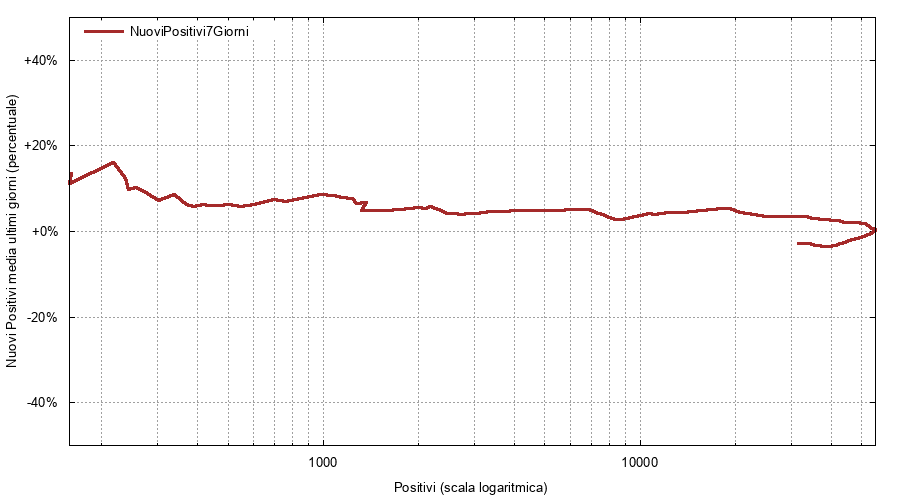 NuoviPositivi7Giorni
+40%
+20%
+0%
-20%
-40%
Nuovi Positivi media ultimi giorni (percentuale)
1000
10000
Positivi (scala logaritmica)